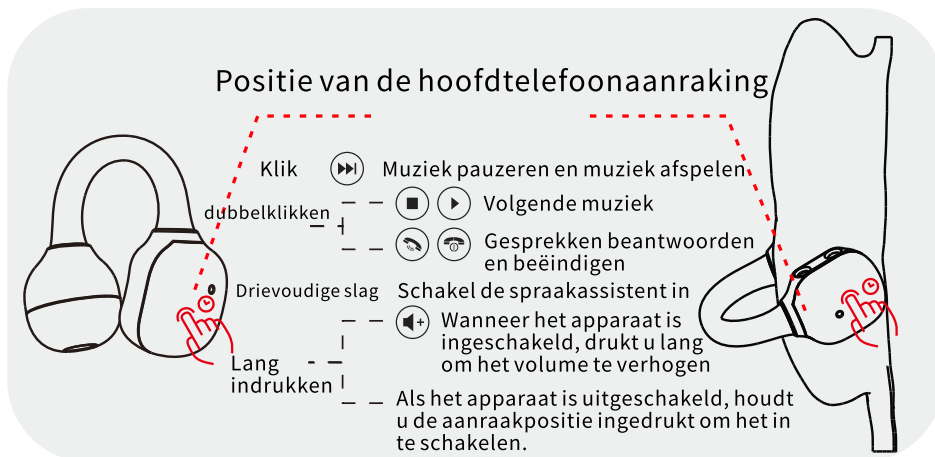 Positie van de hoofdtelefoonaanraking
Klik Muziek pauzeren en muziek afspelen
dubbelklikken Volgende muziek
Gesprekken beantwoorden
en beëindigen
Drievoudige slag Schakel de spraakassistent in
Wanneer het apparaat is
ingeschakeld, drukt u lang
om het volume te verhogen
Lang
indrukken
Als het apparaat is uitgeschakeld, houdt
u de aanraakpositie ingedrukt om het in
te schakelen.